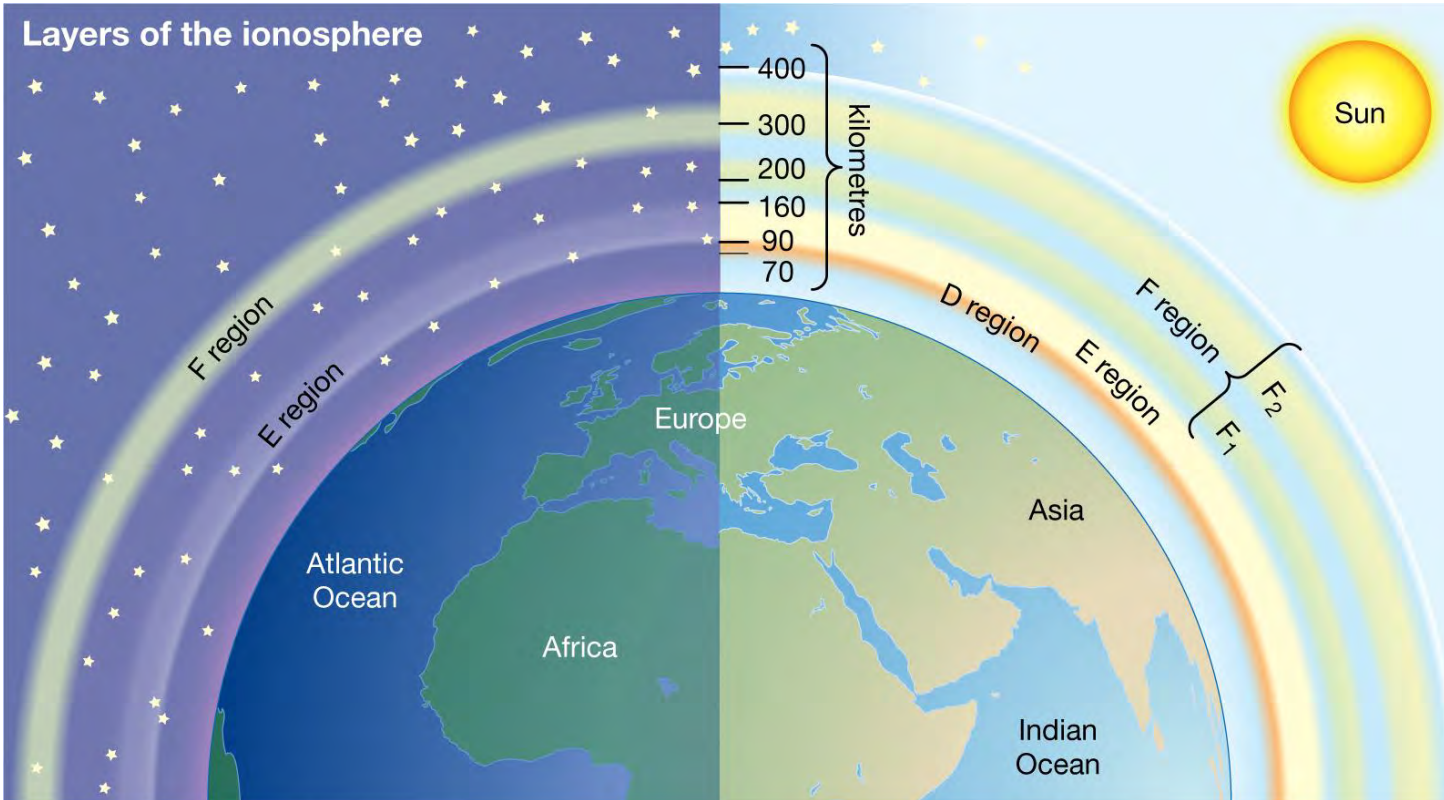 Layers of the ionosphere
400
300
200
160
90
70
kilometres
Sun
F region
E region
D region
E region
F region
F2
F1
Europe
Asia
Atlantic
Ocean
Africa
Indian
Ocean